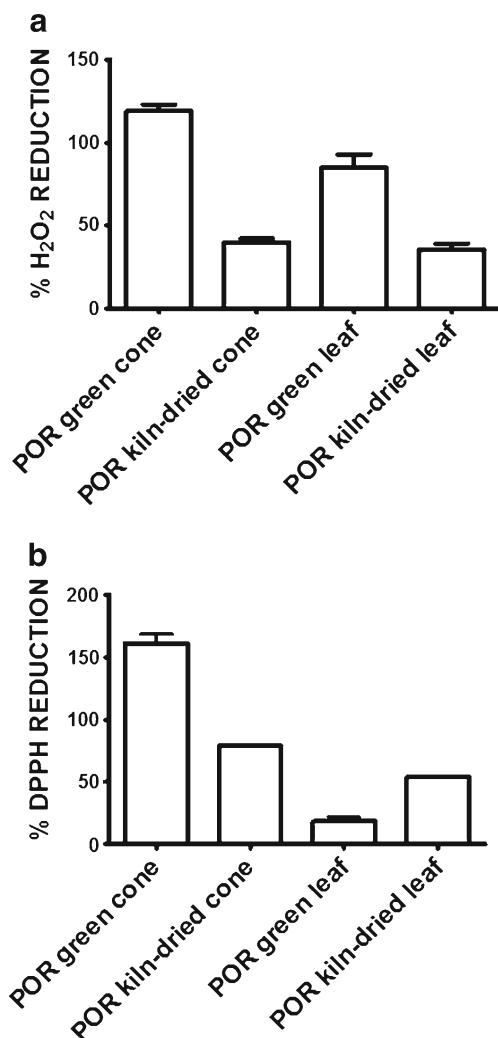 a
% H₂O₂ REDUCTION
150
100
50
0
POR green cone
POR kiln-dried cone
POR green leaf
POR kiln-dried leaf
b
% DPPH REDUCTION
200
150
100
50
0
POR green cone
POR kiln-dried cone
POR green leaf
POR kiln-dried leaf